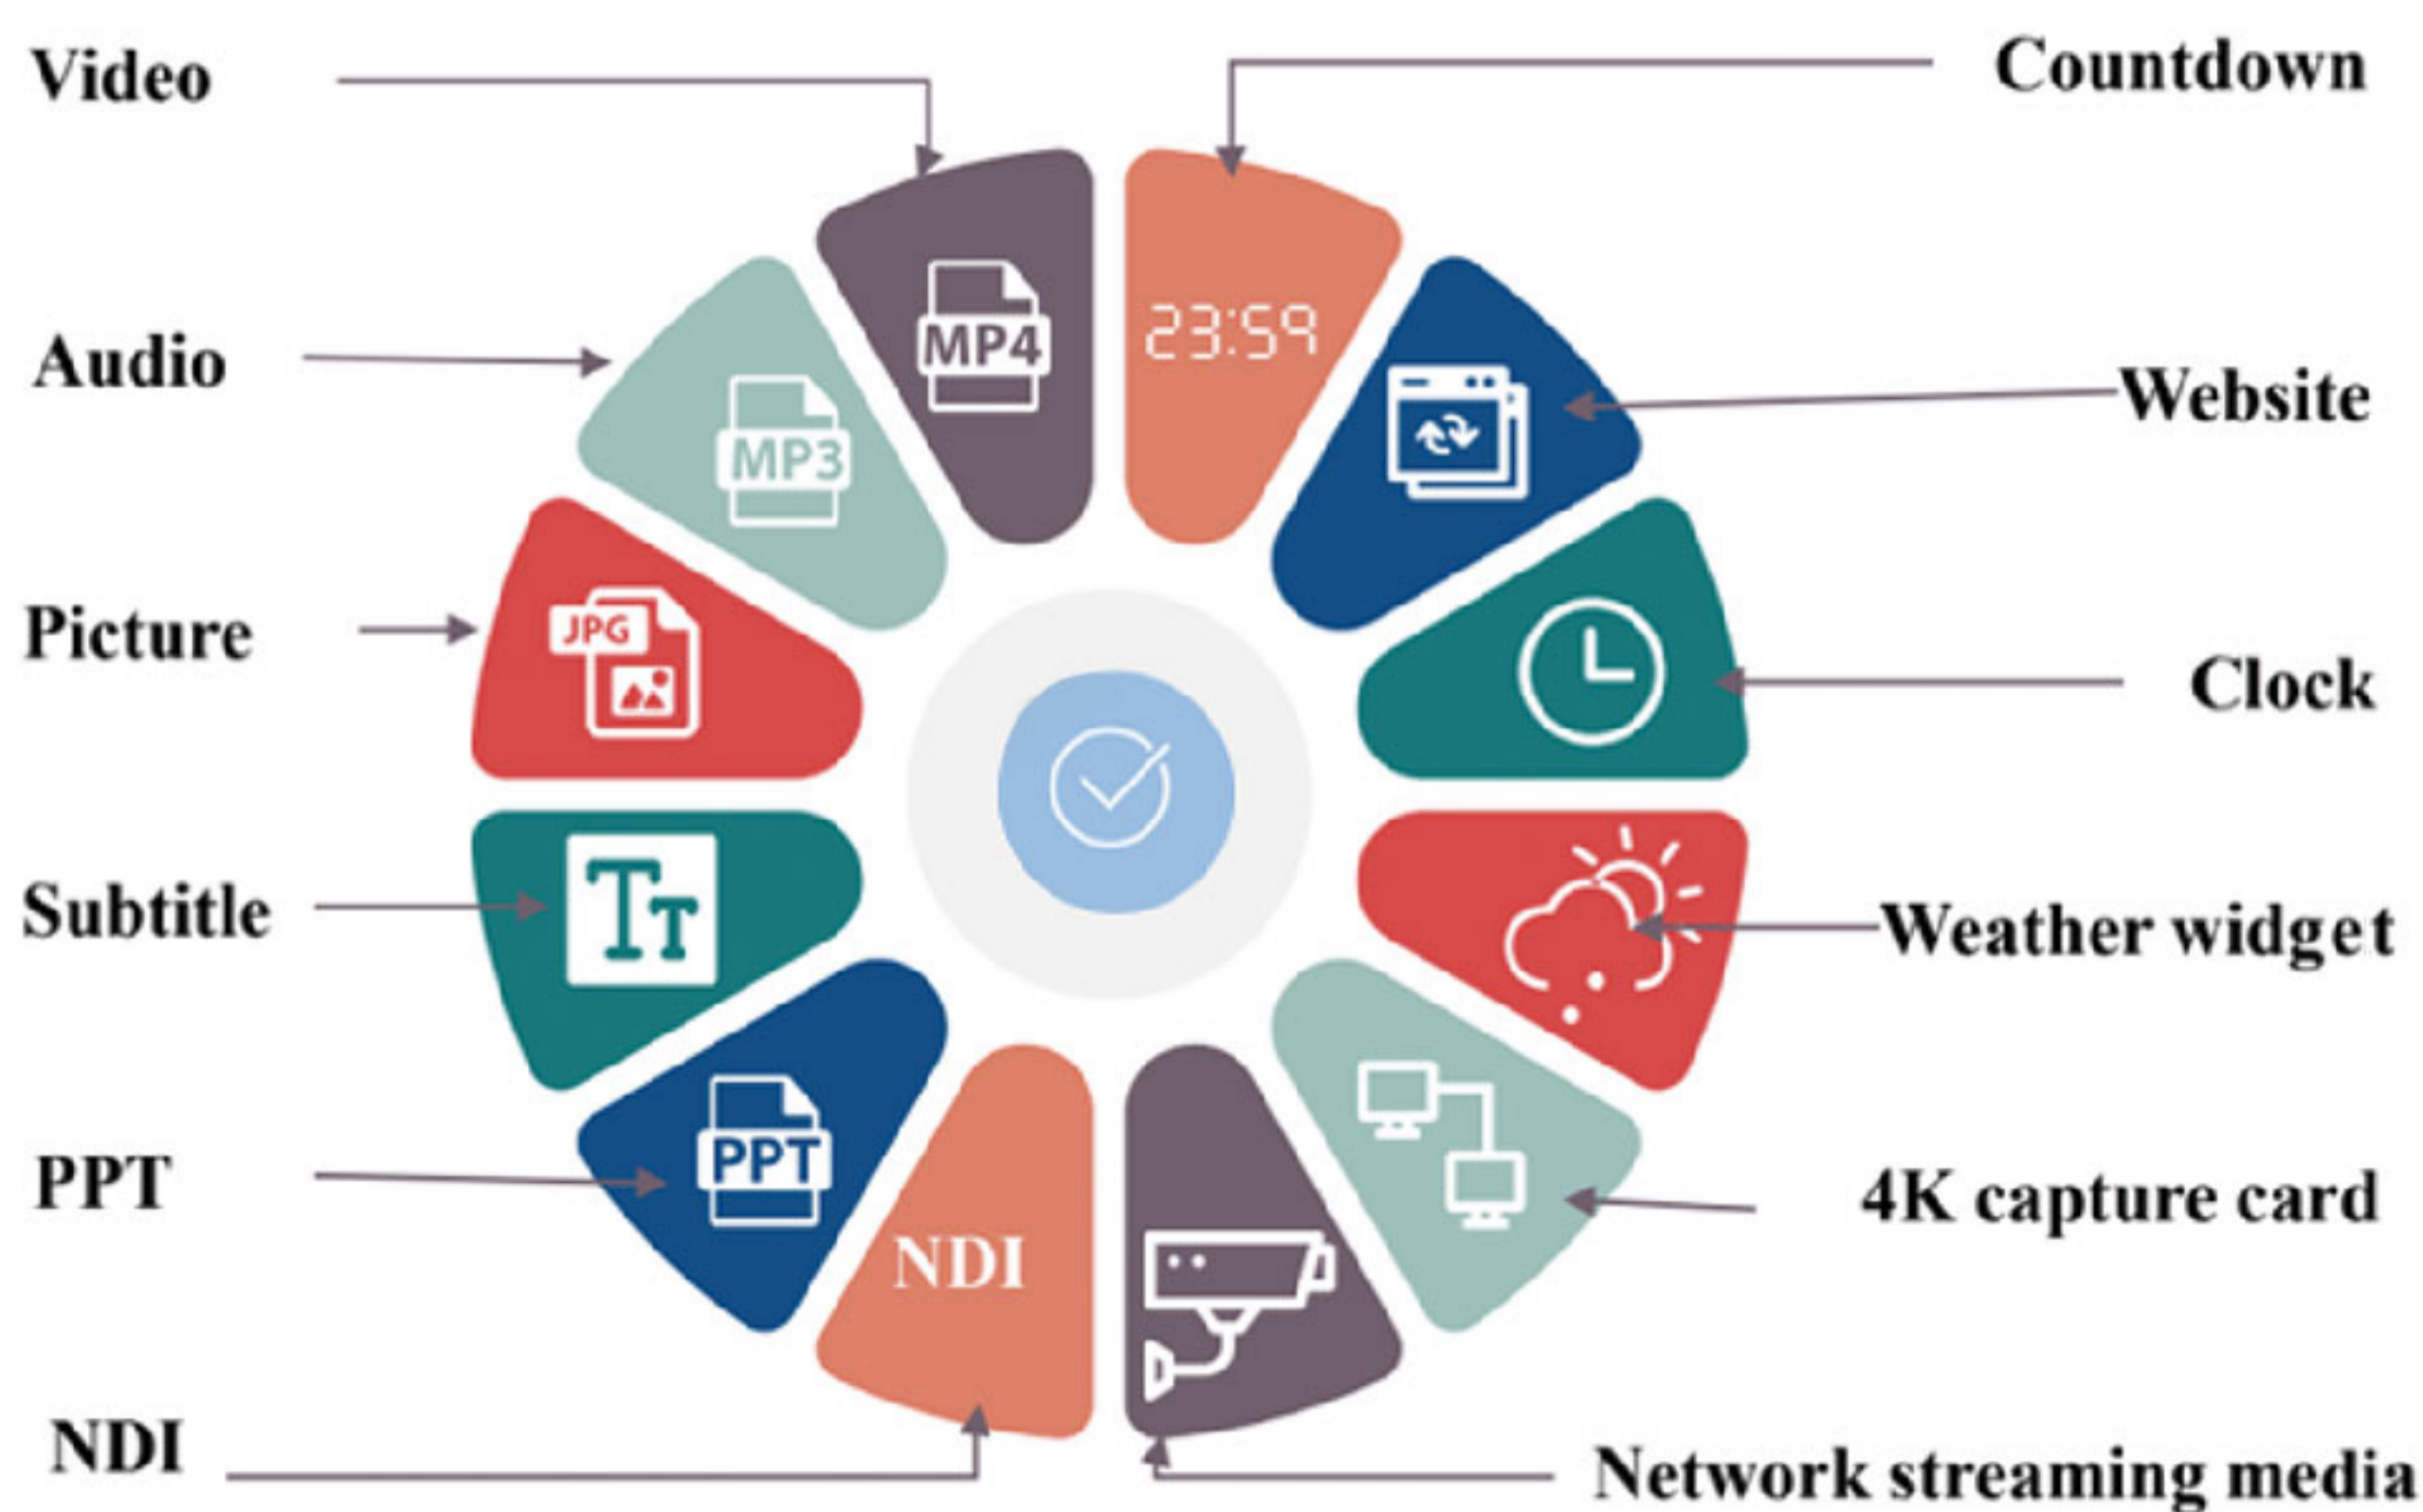 Video
Countdown
MP4
23:59
Audio
Website
MP3
Picture
JPG
Clock
Subtitle
TT
Weather widget
PPT
PPT
4K capture card
NDI
NDI
Network streaming media